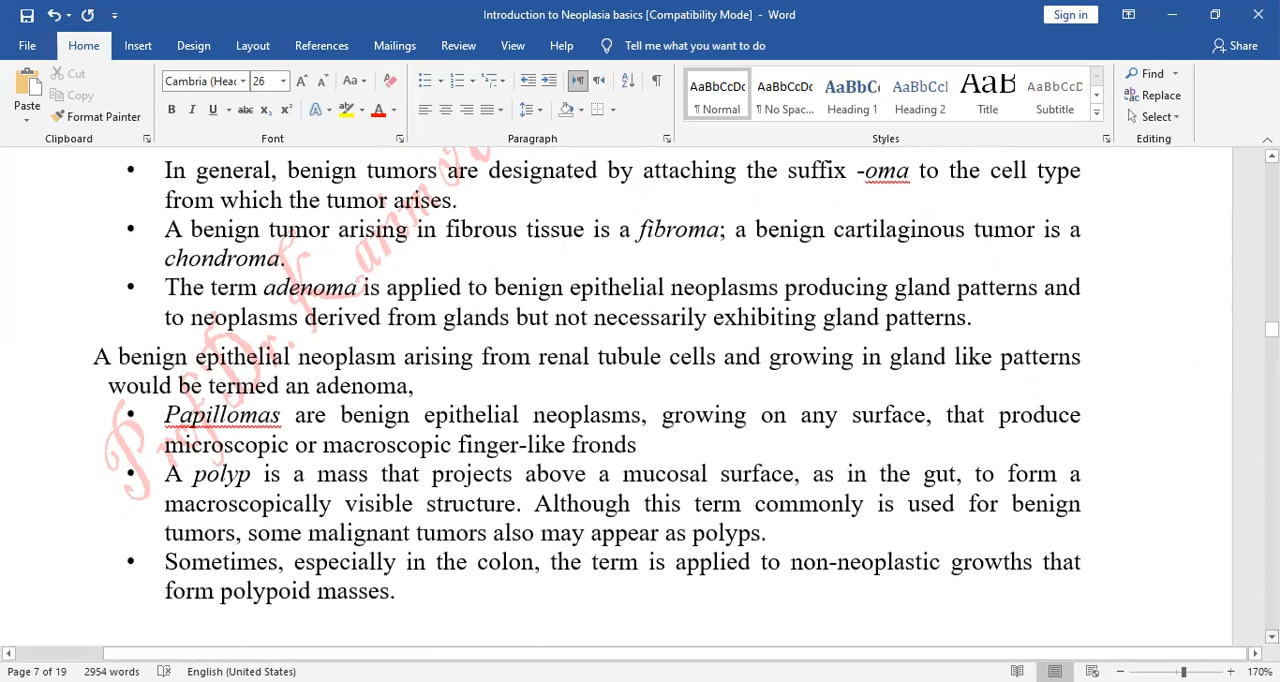 Introduction to Neoplasia basics [Compatibility Mode] - Word
Sign in
File Home Insert Design Layout References Mailings Review View Help Tell me what you want to do Share
Paste
Cut
Copy
Format Painter
Clipboard
Cambria (Heac 26
Font
Paragraph
AaBbCcDc AaBbCcDc AaBbC AaBbCcl AaB AaBbCcD
¶ Normal ¶ No Spac... Heading 1 Heading 2 Title Subtitle
Styles
Find
Replace
Select
Editing
• In general, benign tumors are designated by attaching the suffix -oma to the cell type
from which the tumor arises.
• A benign tumor arising in fibrous tissue is a fibroma; a benign cartilaginous tumor is a
chondroma.
• The term adenoma is applied to benign epithelial neoplasms producing gland patterns and
to neoplasms derived from glands but not necessarily exhibiting gland patterns.
A benign epithelial neoplasm arising from renal tubule cells and growing in gland like patterns
would be termed an adenoma,
• Papillomas are benign epithelial neoplasms, growing on any surface, that produce
microscopic or macroscopic finger-like fronds
• A polyp is a mass that projects above a mucosal surface, as in the gut, to form a
macroscopically visible structure. Although this term commonly is used for benign
tumors, some malignant tumors also may appear as polyps.
• Sometimes, especially in the colon, the term is applied to non-neoplastic growths that
form polypoid masses.
Prof Dr.
Page 7 of 19 2954 words English (United States) 170%